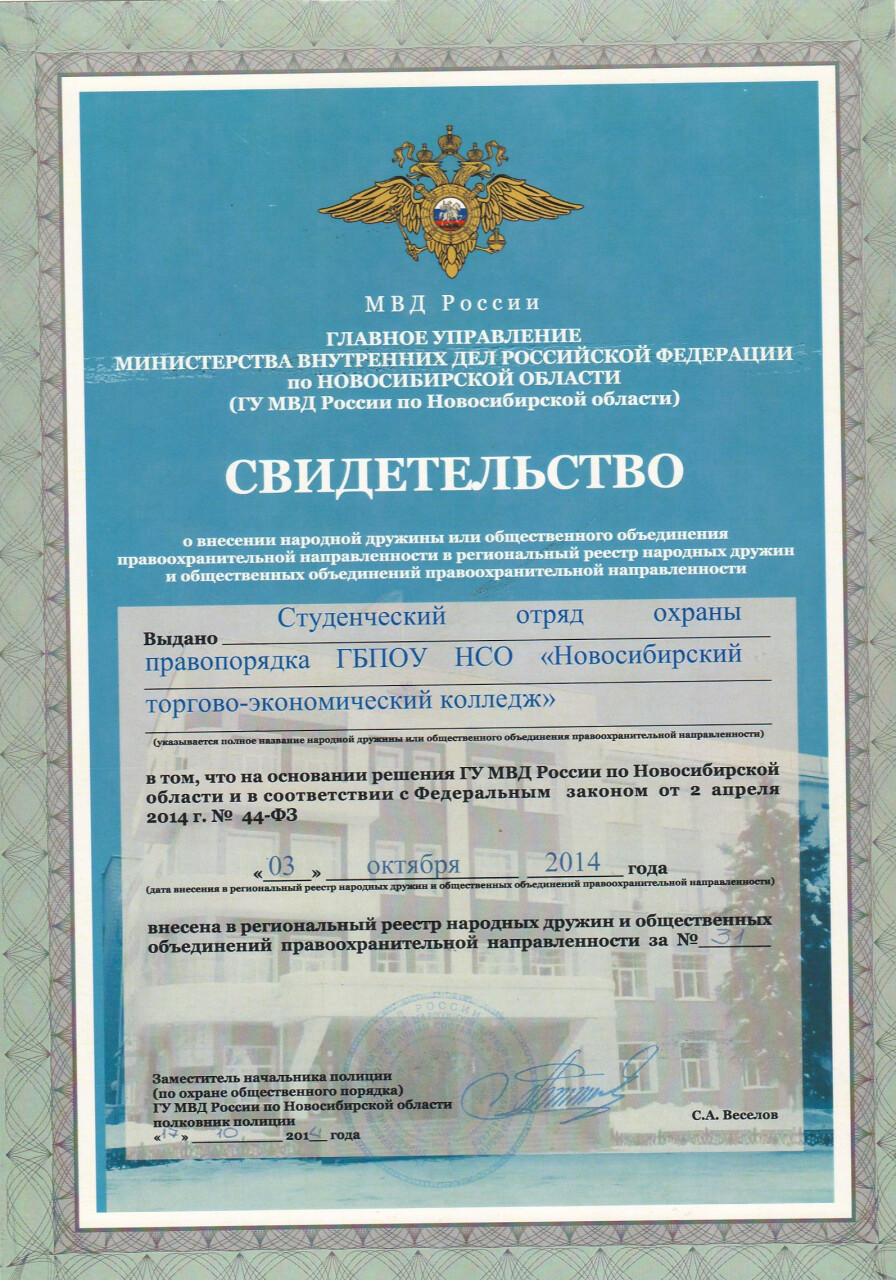 МВД России
ГЛАВНОЕ УПРАВЛЕНИЕ
МИНИСТЕРСТВА ВНУТРЕННИХ ДЕЛ РОССИЙСКОЙ ФЕДЕРАЦИИ
по НОВОСИБИРСКОЙ ОБЛАСТИ
(ГУ МВД России по Новосибирской области)
СВИДЕТЕЛЬСТВО
о внесении народной дружины или общественного объединения
правоохранительной направленности в региональный реестр народных дружин
и общественных объединений правоохранительной направленности
Выдано Студенческий отряд охраны
правопорядка ГБПОУ НСО «Новосибирский
торгово-экономический колледж»
(указывается полное название народной дружины или общественного объединения правоохранительной направленности)
в том, что на основании решения ГУ МВД России по Новосибирской
области и в соответствии с Федеральным законом от 2 апреля
2014 г. № 44-ФЗ
«03» октября 2014 года
(дата внесения в региональный реестр народных дружин и общественных объединений правоохранительной направленности)
внесена в региональный реестр народных дружин и общественных
объединений правоохранительной направленности за № 31
Заместитель начальника полиции
(по охране общественного порядка)
ГУ МВД России по Новосибирской области
полковник полиции
С.А. Веселов
«17» 10 2014 года